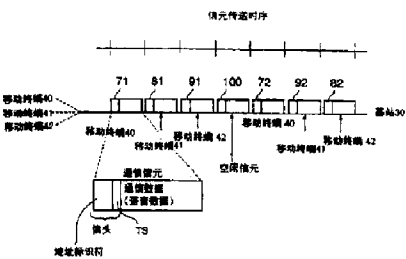 信元传送时序
71 81 91 100 72 92 82
移动终端40
移动终端41
移动终端42
基站30
移动终端40
移动终端41
移动终端42
移动终端40
移动终端41
移动终端42
空闲信元
通信信元
通信数据
(语音数据)
信头
TS
地址标识符